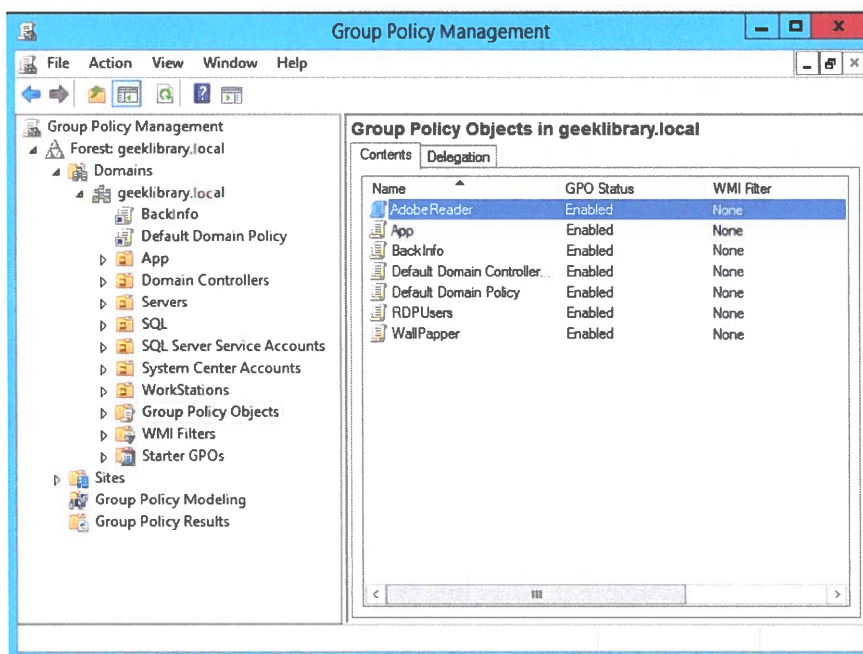 Group Policy Management
File Action View Window Help
Group Policy Management
Forest: geeklibrary.local
Domains
geeklibrary.local
BackInfo
Default Domain Policy
App
Domain Controllers
Servers
SQL
SQL Server Service Accounts
System Center Accounts
WorkStations
Group Policy Objects
WMI Filters
Starter GPOs
Sites
Group Policy Modeling
Group Policy Results
Group Policy Objects in geeklibrary.local
Contents Delegation
Name GPO Status WMI Filter
AdobeReader Enabled None
App Enabled None
BackInfo Enabled None
Default Domain Controller... Enabled None
Default Domain Policy Enabled None
RDPUsers Enabled None
WallPapper Enabled None